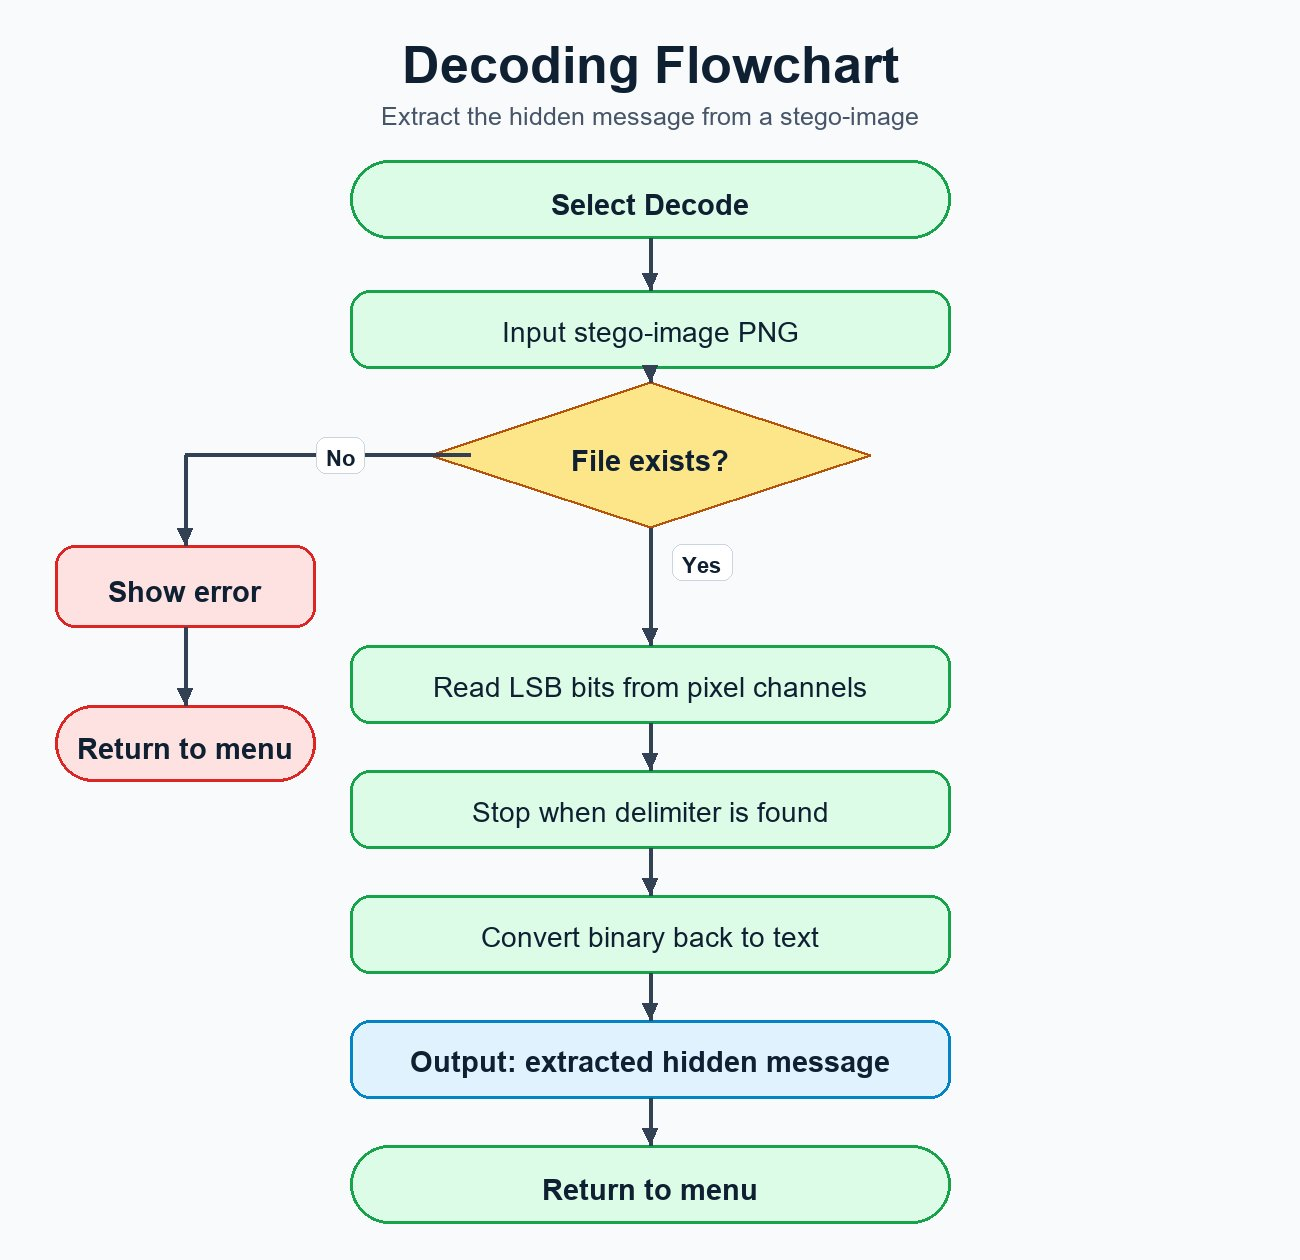 Decoding Flowchart
Extract the hidden message from a stego-image
Select Decode
Input stego-image PNG
File exists?
No
Yes
Show error
Return to menu
Read LSB bits from pixel channels
Stop when delimiter is found
Convert binary back to text
Output: extracted hidden message
Return to menu